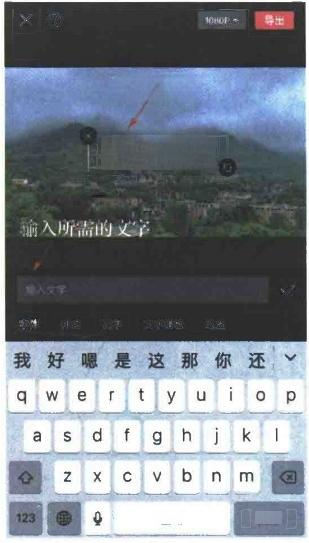 1080P
导出
输入所需的文字
输入文字
我 好 嗯 是 这 那 你 还
q w e r t y u i o p
a s d f g h j k l
z x c v b n m
123